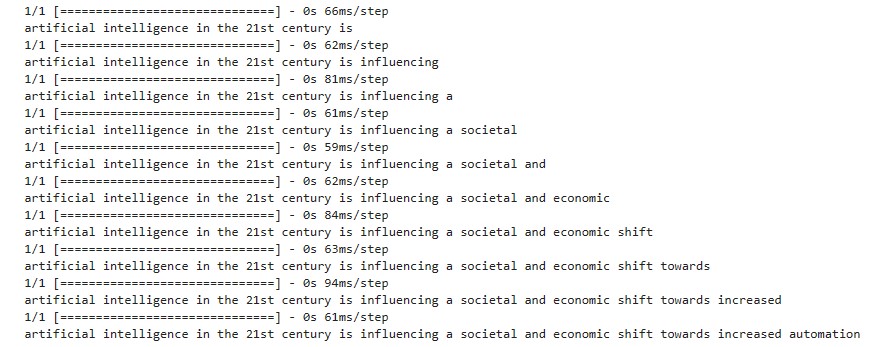 1/1 [==============================] - 0s 66ms/step
artificial intelligence in the 21st century is
1/1 [==============================] - 0s 62ms/step
artificial intelligence in the 21st century is influencing
1/1 [==============================] - 0s 81ms/step
artificial intelligence in the 21st century is influencing a
1/1 [==============================] - 0s 61ms/step
artificial intelligence in the 21st century is influencing a societal
1/1 [==============================] - 0s 59ms/step
artificial intelligence in the 21st century is influencing a societal and
1/1 [==============================] - 0s 62ms/step
artificial intelligence in the 21st century is influencing a societal and economic
1/1 [==============================] - 0s 84ms/step
artificial intelligence in the 21st century is influencing a societal and economic shift
1/1 [==============================] - 0s 63ms/step
artificial intelligence in the 21st century is influencing a societal and economic shift towards
1/1 [==============================] - 0s 94ms/step
artificial intelligence in the 21st century is influencing a societal and economic shift towards increased
1/1 [==============================] - 0s 61ms/step
artificial intelligence in the 21st century is influencing a societal and economic shift towards increased automation